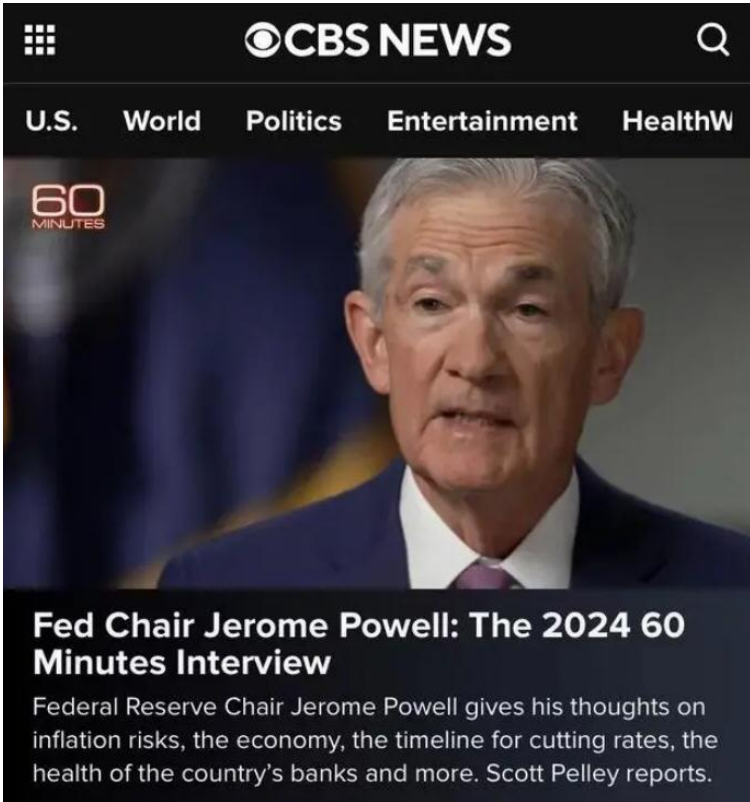 CBS NEWS
U.S. World Politics Entertainment HealthW
60
MINUTES
Fed Chair Jerome Powell: The 2024 60
Minutes Interview
Federal Reserve Chair Jerome Powell gives his thoughts on
inflation risks, the economy, the timeline for cutting rates, the
health of the country's banks and more. Scott Pelley reports.